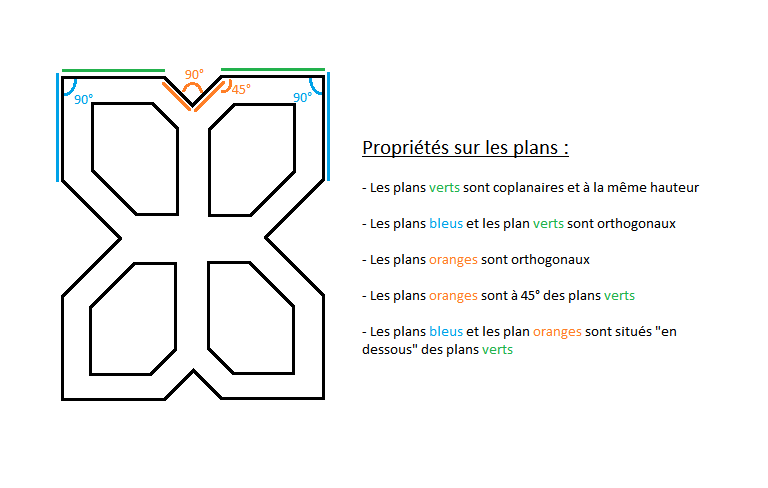 90°
90°
45°
90°
Propriétés sur les plans :
- Les plans verts sont coplanaires et à la même hauteur
- Les plans bleus et les plan verts sont orthogonaux
- Les plans oranges sont orthogonaux
- Les plans oranges sont à 45° des plans verts
- Les plans bleus et les plan oranges sont situés "en
dessous" des plans verts